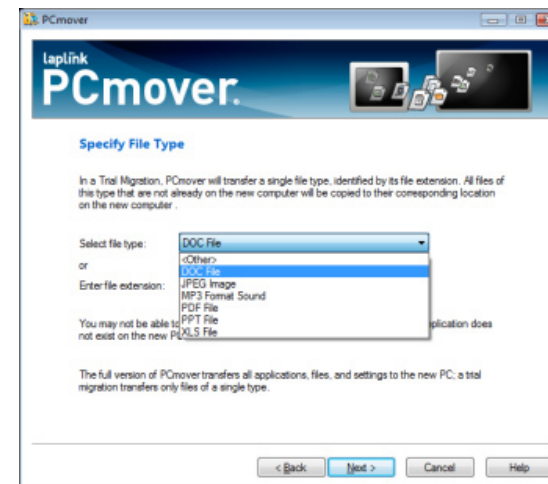 PCmover
laplink
PCmover.
Specify File Type
In a Trial Migration, PCmover will transfer a single file type, identified by its file extension. All files of
this type that are not already on the new computer will be copied to their corresponding location
on the new computer .
Select file type: DOC File
<Other>
or
DOC File
Enter file extension: JPEG Image
MP3 Format Sound
PDF File
You may not be able to
PPT File
plication does
not exist on the new
XLS File
The full version of PCmover transfers all applications, files, and settings to the new PC; a trial
migration transfers only files of a single type.
< Back Next > Cancel Help